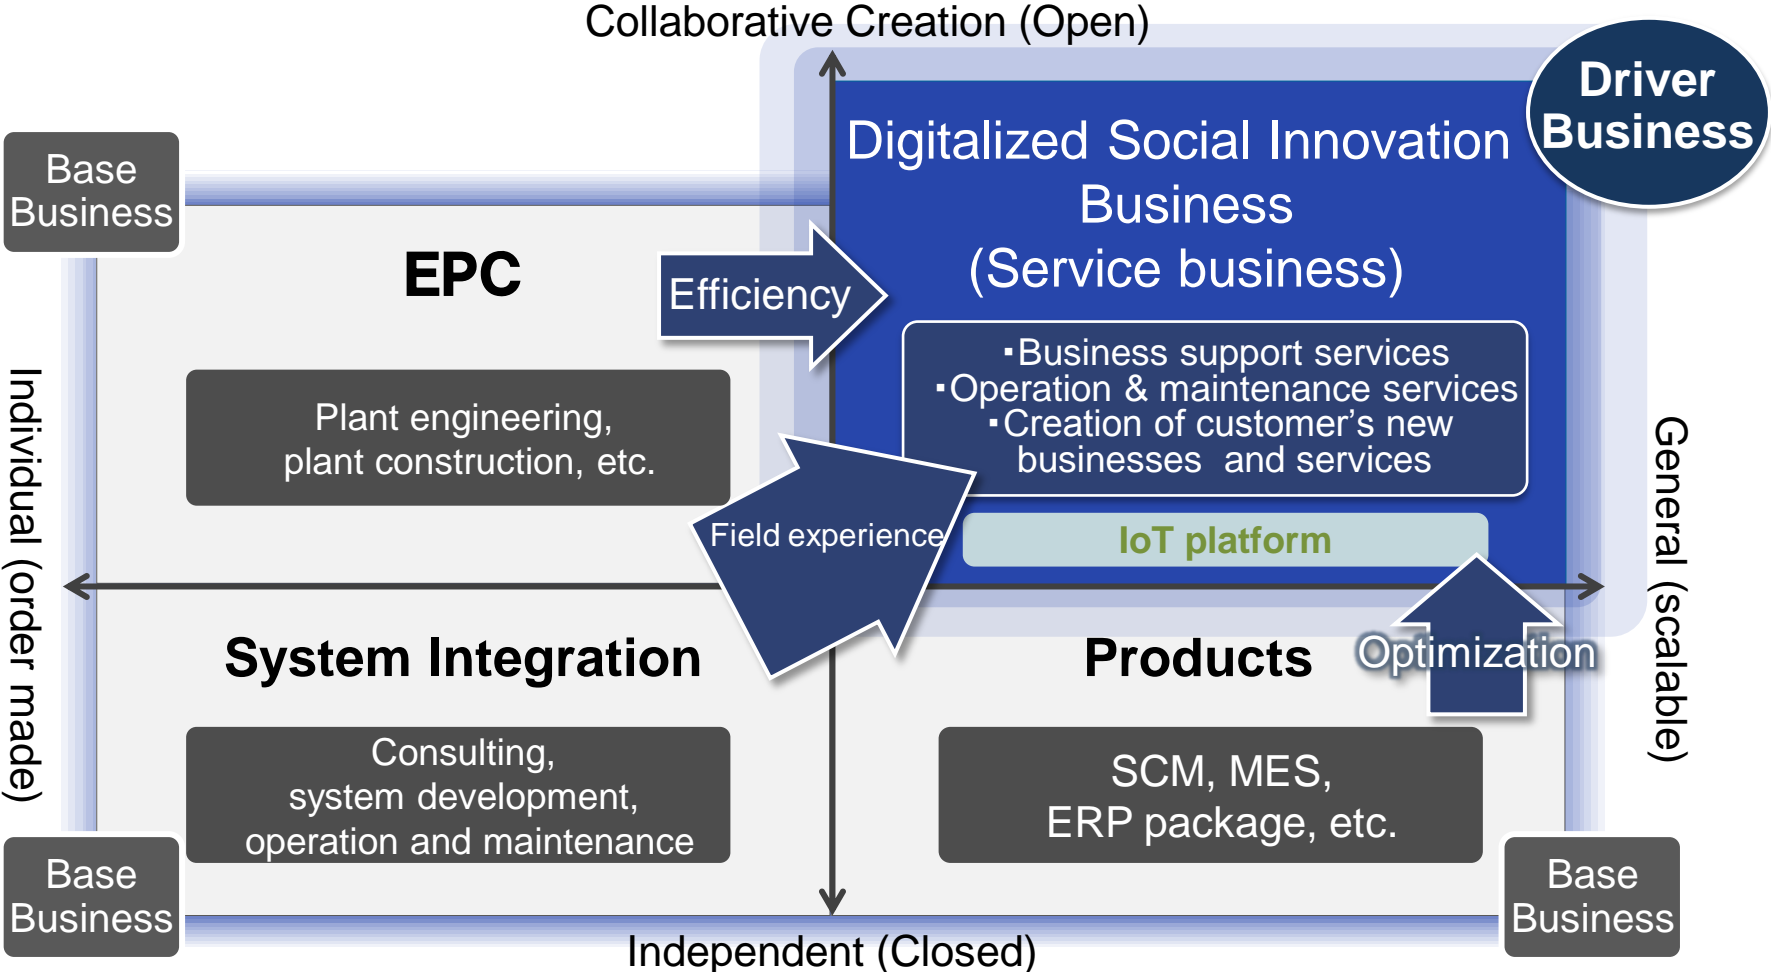 Collaborative Creation (Open)
Driver
Business
Base
Business
Digitalized Social Innovation
Business
(Service business)
EPC
Efficiency
▪Business support services
▪Operation & maintenance services
▪Creation of customer’s new
businesses and services
Plant engineering,
plant construction, etc.
Individual (order made)
General (scalable)
Field experience
IoT platform
System Integration
Products
Optimization
Consulting,
system development,
operation and maintenance
SCM, MES,
ERP package, etc.
Base
Business
Base
Business
Independent (Closed)